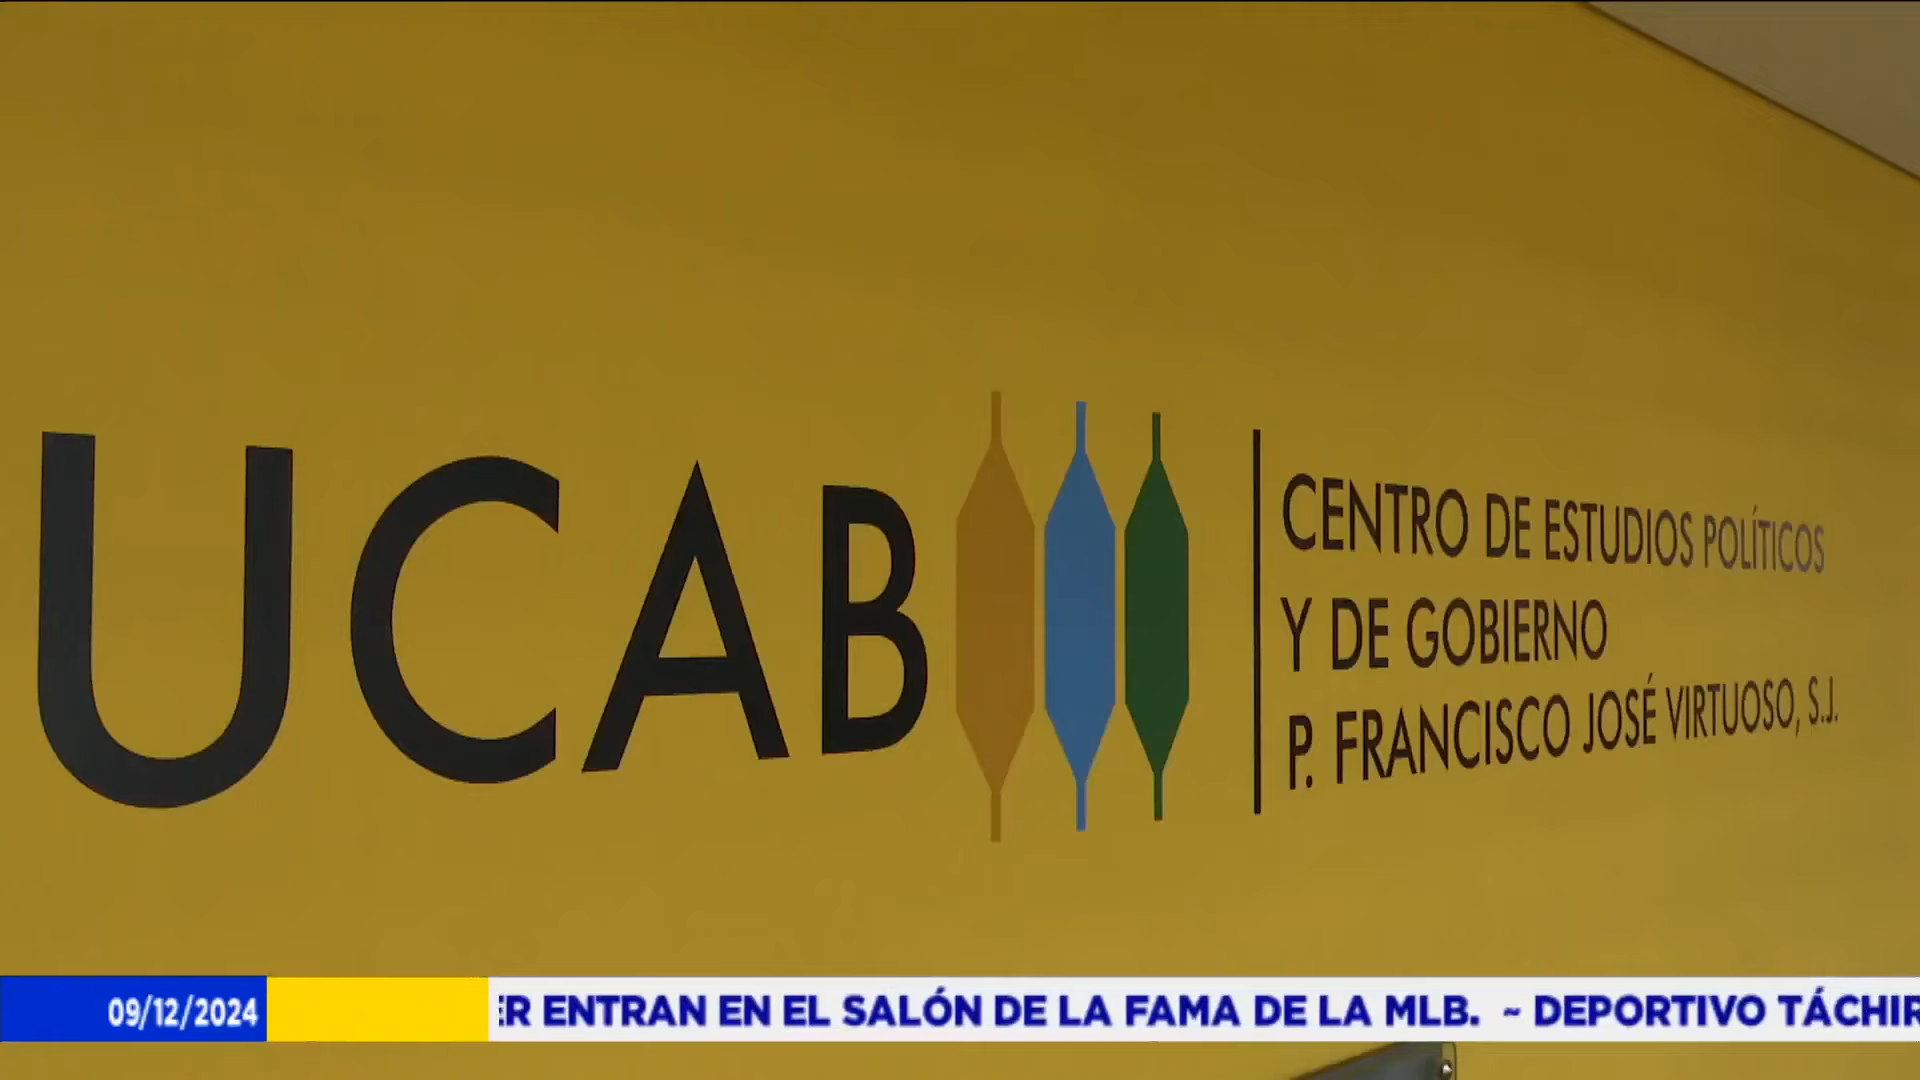 UCAB
CENTRO DE ESTUDIOS POLÍTICOS
Y DE GOBIERNO
P. FRANCISCO JOSÉ VIRTUOSO, S.J.
09/12/2024
ENTRAN EN EL SALÓN DE LA FAMA DE LA MLB. ~ DEPORTIVO